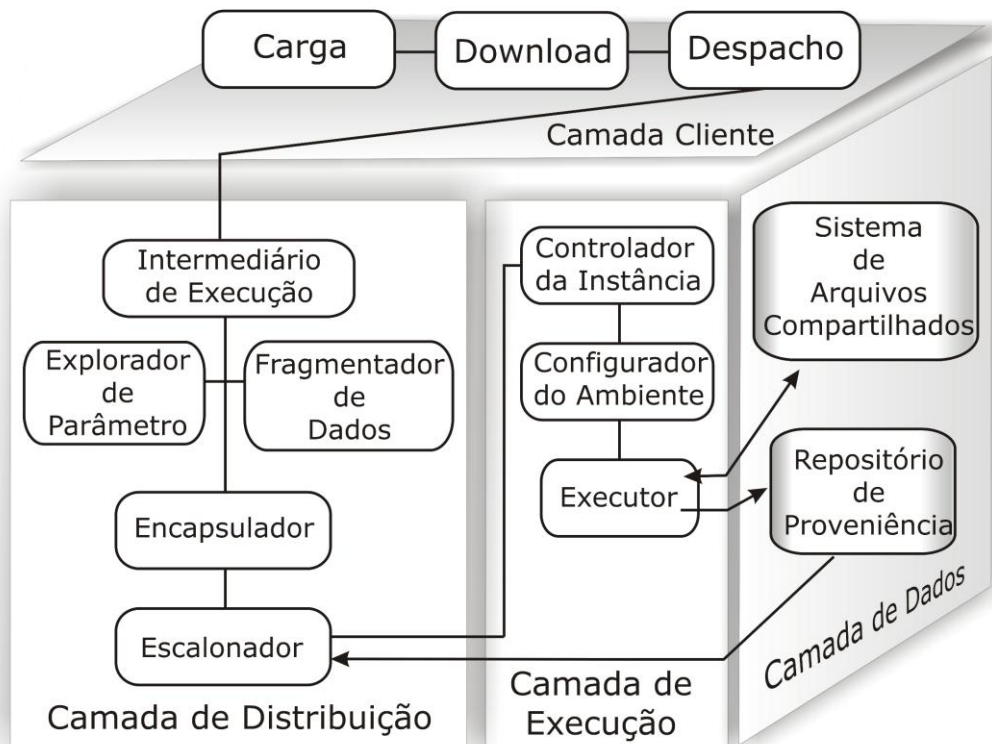 Carga
Download
Despacho
Camada Cliente
Intermediário
de Execução
Explorador
de
Parâmetro
Fragmentador
de
Dados
Encapsulador
Escalonador
Camada de Distribuição
Controlador
da Instância
Configurador
do Ambiente
Executor
Camada de
Execução
Sistema
de
Arquivos
Compartilhados
Repositório
de
Proveniência
Camada de Dados